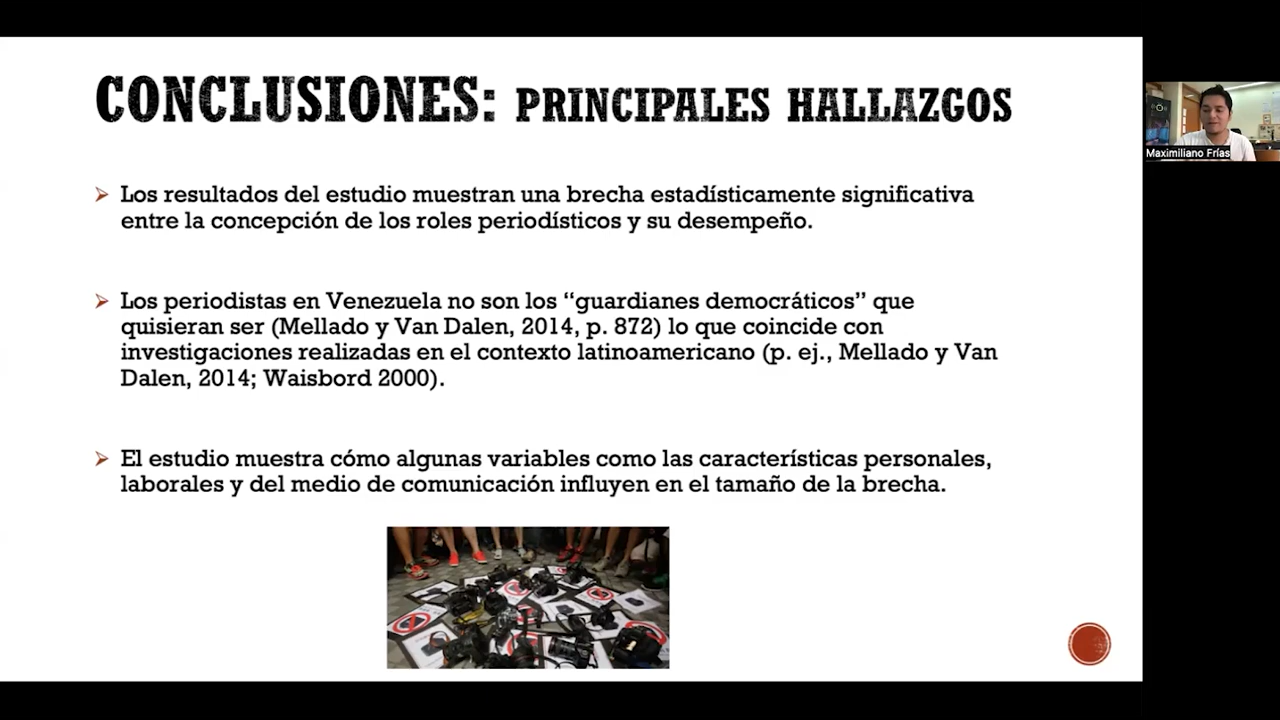 CONCLUSIONES: PRINCIPALES HALLAZGOS
Los resultados del estudio muestran una brecha estadísticamente significativa
entre la concepción de los roles periodísticos y su desempeño.
Los periodistas en Venezuela no son los “guardianes democráticos” que
quisieran ser (Mellado y Van Dalen, 2014, p. 872) lo que coincide con
investigaciones realizadas en el contexto latinoamericano (p. ej., Mellado y Van
Dalen, 2014; Waisbord 2000).
El estudio muestra cómo algunas variables como las características personales,
laborales y del medio de comunicación influyen en el tamaño de la brecha.
Maximiliano Frías